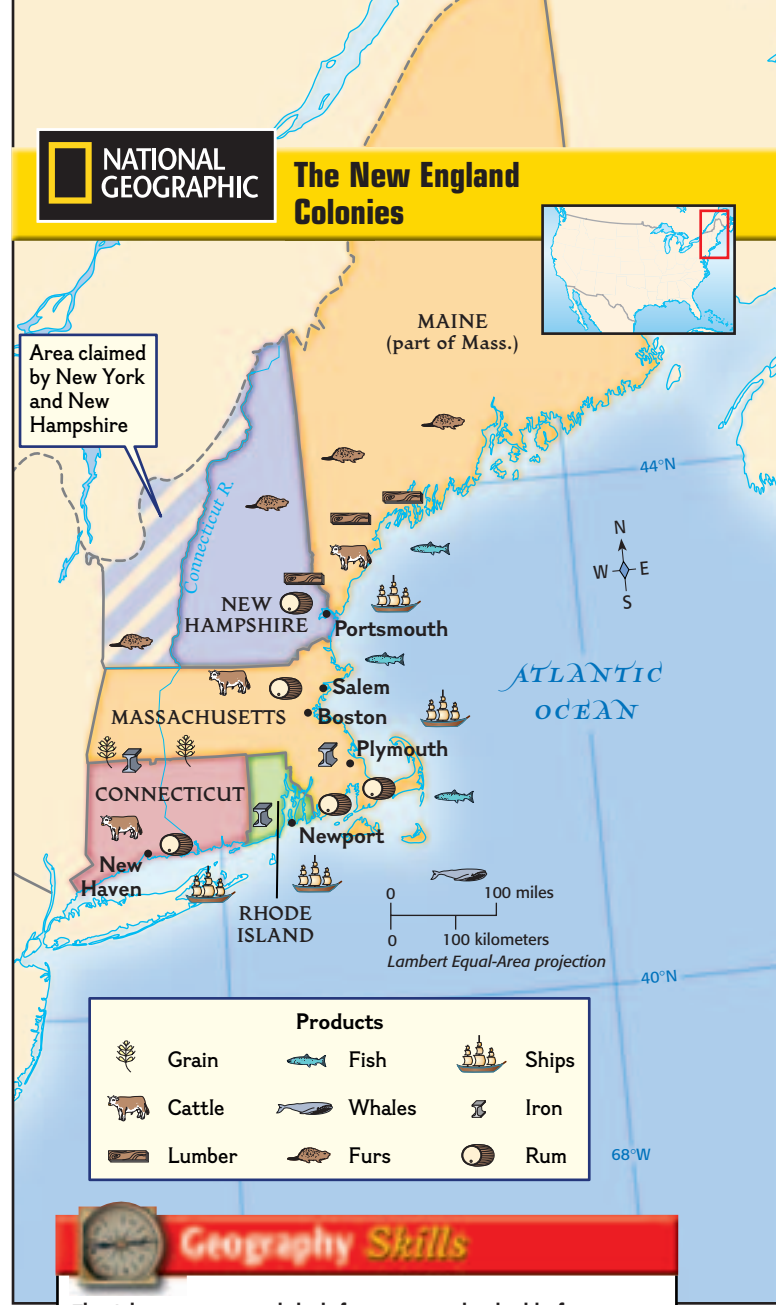 NATIONAL
GEOGRAPHIC
The New England
Colonies
MAINE
(part of Mass.)
Area claimed
by New York
and New
Hampshire
44°N
Connecticut R.
N
W E
S
NEW
HAMPSHIRE
Portsmouth
ATLANTIC
OCEAN
Salem
MASSACHUSETTS
Boston
Plymouth
CONNECTICUT
Newport
New
Haven
RHODE
ISLAND
0 100 miles
0 100 kilometers
Lambert Equal-Area projection
40°N
Products
Grain Fish Ships
Cattle Whales Iron
Lumber Furs Rum
68°W
Geography Skills